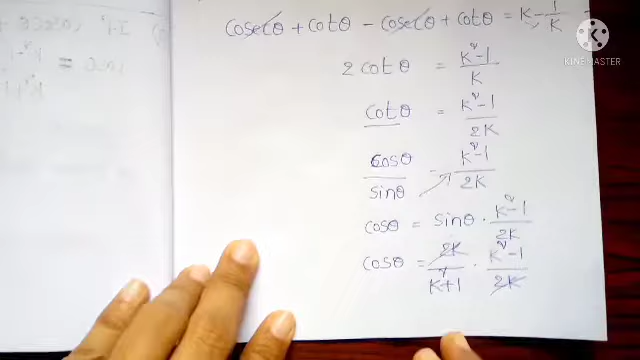 cosecθ + cotθ - cosecθ + cotθ = K - 1/K
2 cotθ = K²-1/K
cotθ = K²-1/2K
cosθ/sinθ = K²-1/2K
cosθ = sinθ · K²-1/2K
cosθ = 2K/K²+1 · K²-1/2K
KINEMASTER